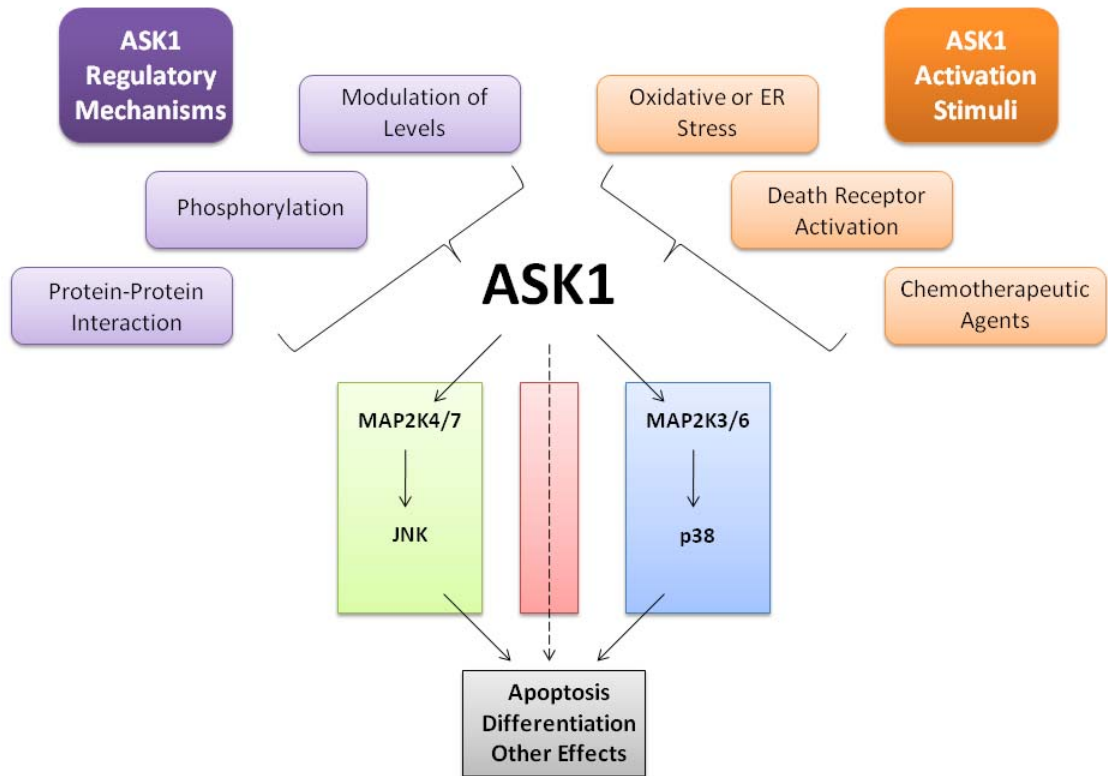 ASK1
Regulatory
Mechanisms
Modulation of
Levels
Phosphorylation
Protein-Protein
Interaction
ASK1
Activation
Stimuli
Oxidative or ER
Stress
Death Receptor
Activation
Chemotherapeutic
Agents
ASK1
MAP2K4/7
JNK
MAP2K3/6
p38
Apoptosis
Differentiation
Other Effects